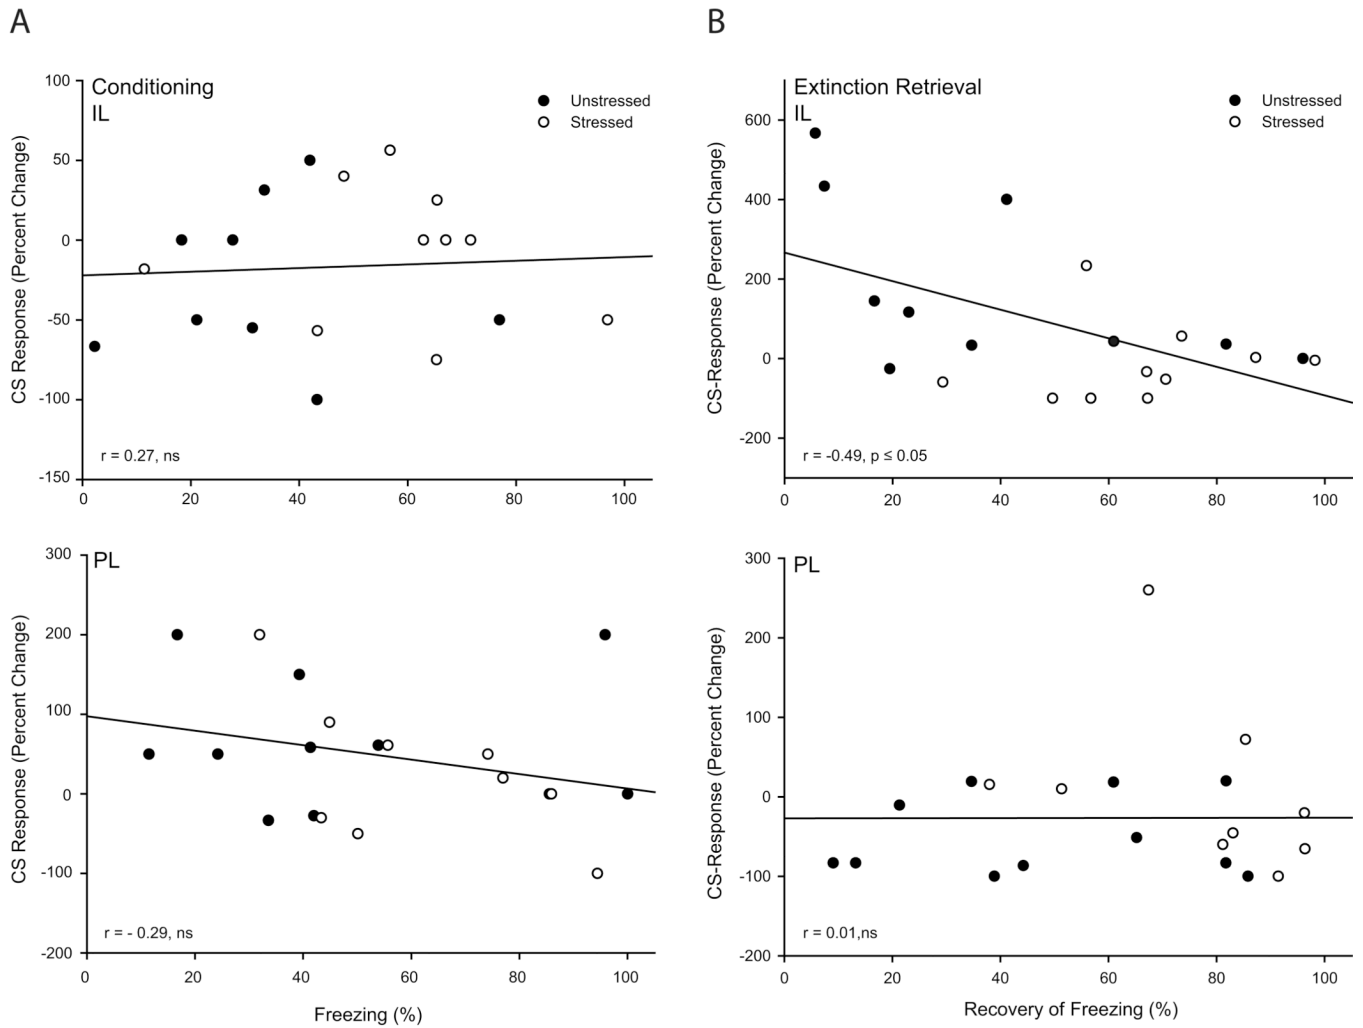 A
Conditioning
IL
Unstressed
Stressed
CS Response (Percent Change)
100
50
0
-50
-100
-150
r = 0.27, ns
0
20
40
60
80
100
PL
CS Response (Percent Change)
300
200
100
0
-100
-200
r = - 0.29, ns
0
20
40
60
80
100
Freezing (%)
B
Extinction Retrieval
IL
Unstressed
Stressed
CS-Response (Percent Change)
600
400
200
0
-200
r = -0.49, p ≤ 0.05
0
20
40
60
80
100
PL
CS-Response (Percent Change)
300
200
100
0
-100
-200
r = 0.01,ns
0
20
40
60
80
100
Recovery of Freezing (%)